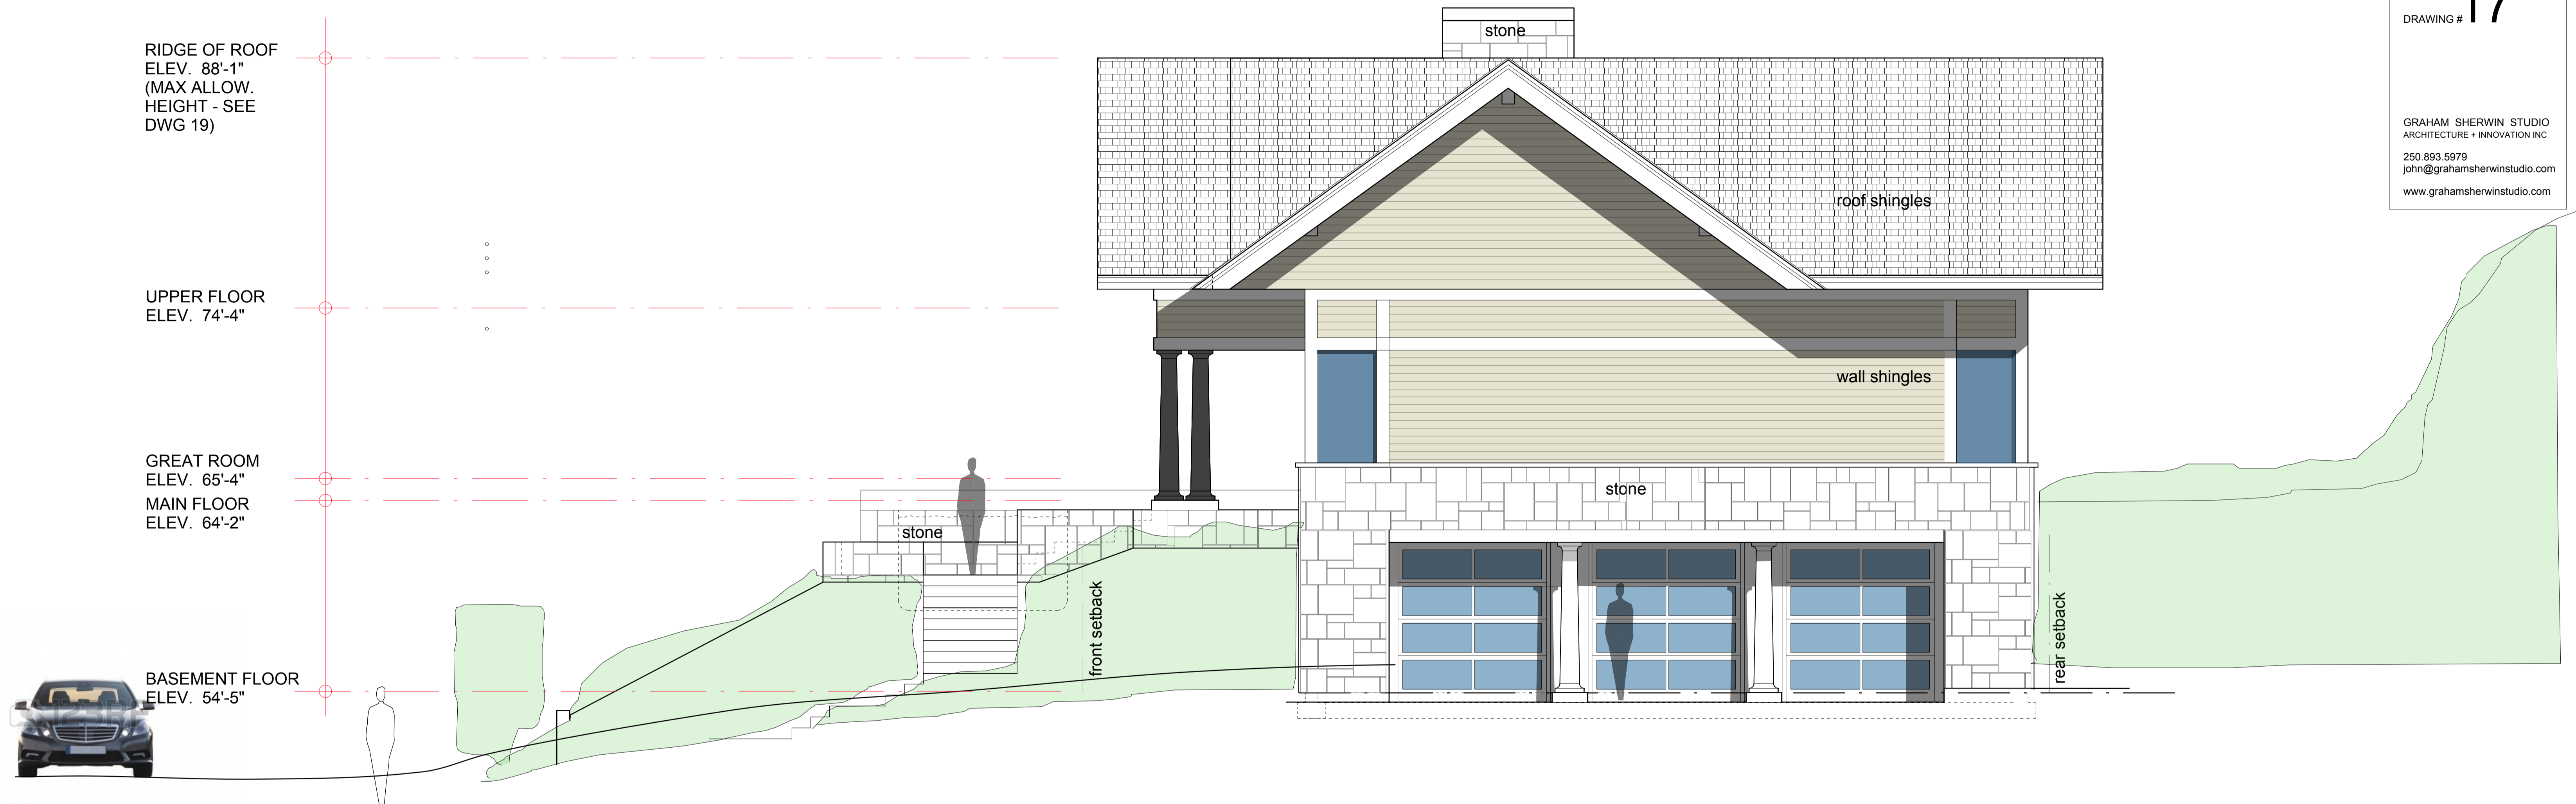 RIDGE OF ROOF
ELEV. 88'-1"
(MAX ALLOW.
HEIGHT - SEE
DWG 19)
UPPER FLOOR
ELEV. 74'-4"
GREAT ROOM
ELEV. 65'-4"
MAIN FLOOR
ELEV. 64'-2"
BASEMENT FLOOR
ELEV. 54'-5"
stone
roof shingles
wall shingles
stone
stone
front setback
rear setback
DRAWING # 17
GRAHAM SHERWIN STUDIO
ARCHITECTURE + INNOVATION INC
250.893.5979
john@grahamsherwinstudio.com
www.grahamsherwinstudio.com